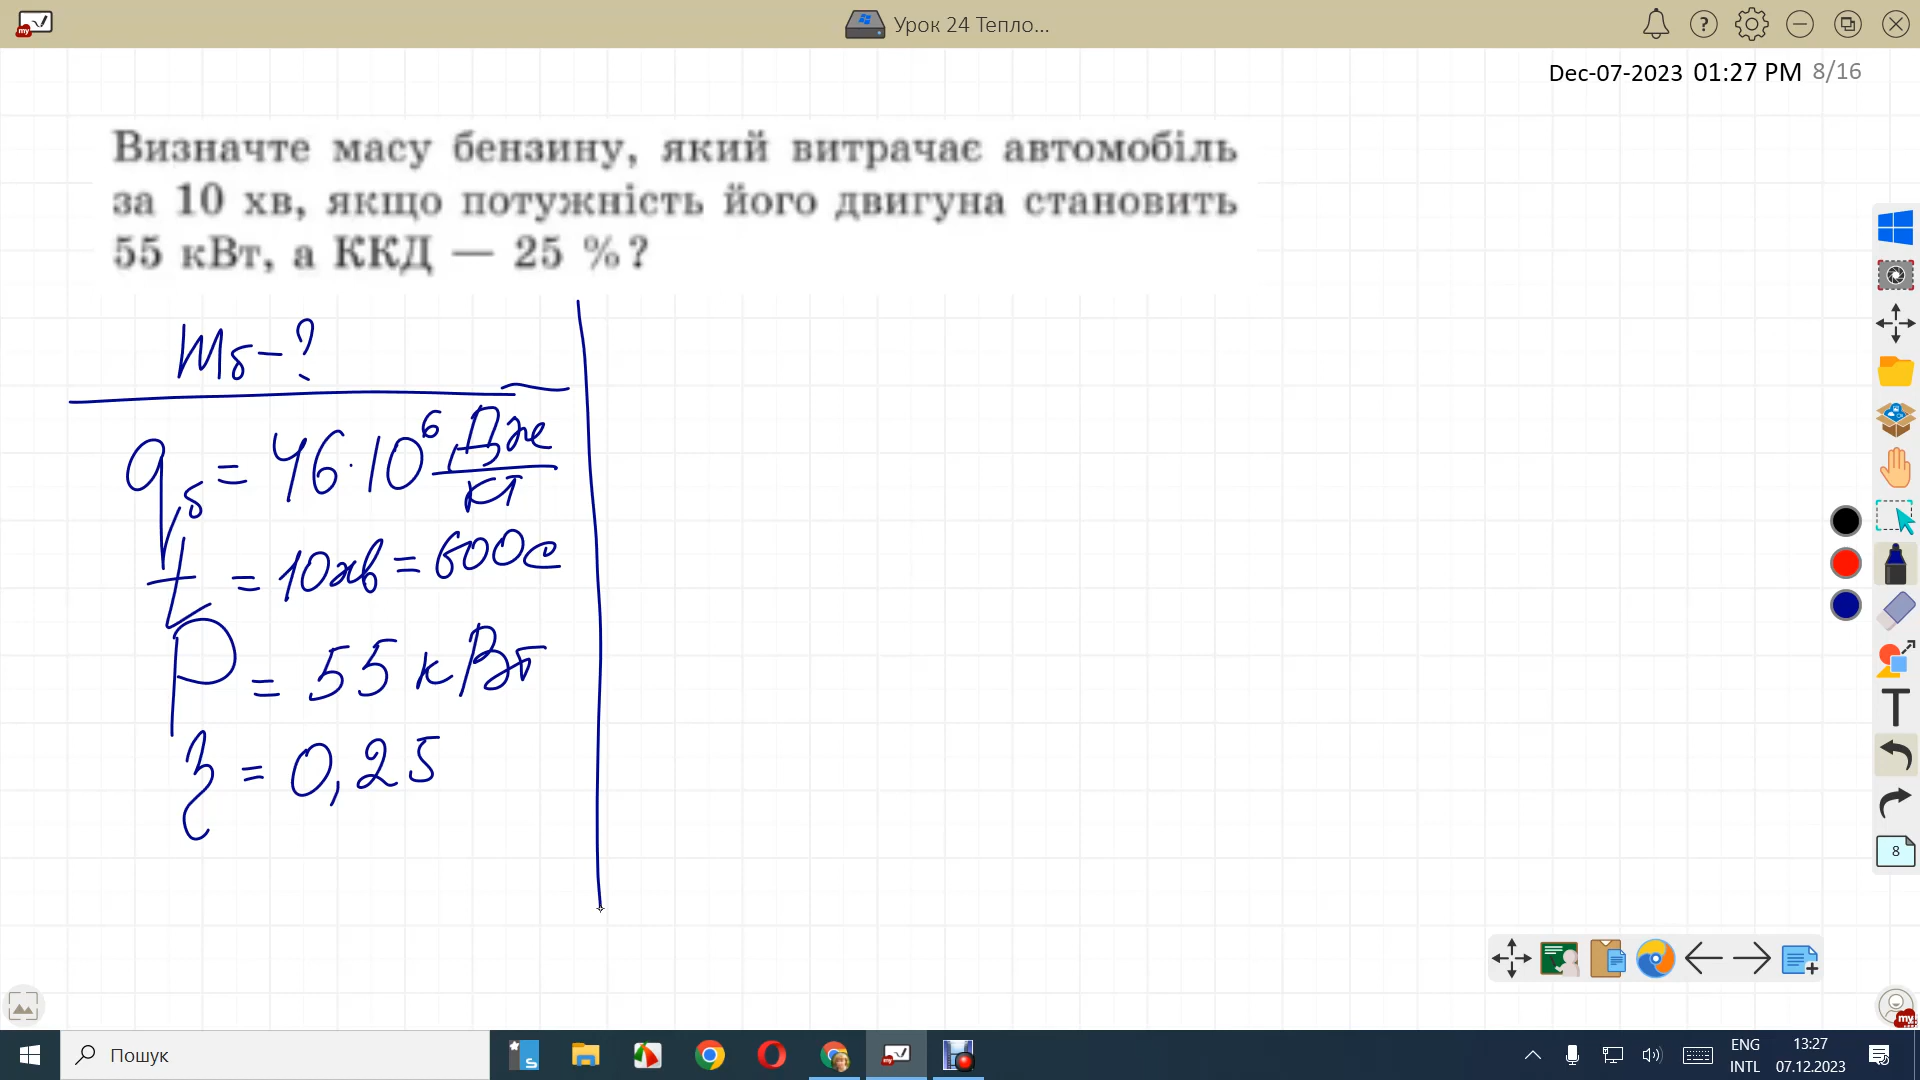 Урок 24 Тепло...
Dec-07-2023 01:27 PM 8/16
Визначте масу бензину, який витрачає автомобіль
за 10 хв, якщо потужність його двигуна становить
55 кВт, а ККД — 25 %?
mб-?
qб = 46·10⁶ Дж/кг
t = 10хв = 600с
P = 55 кВт
η = 0,25
8
Пошук
ENG
INTL
13:27
07.12.2023